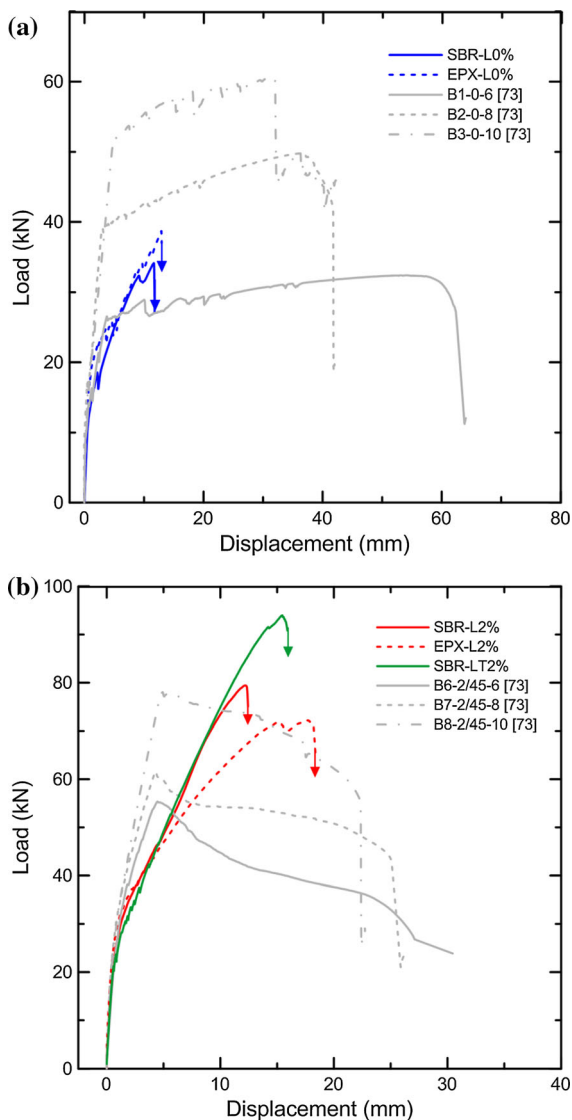 (a)
60
40
20
0
Load (kN)
SBR-L0%
EPX-L0%
B1-0-6 [73]
B2-0-8 [73]
B3-0-10 [73]
0 20 40 60 80
Displacement (mm)
(b)
100
80
60
40
20
0
Load (kN)
SBR-L2%
EPX-L2%
SBR-LT2%
B6-2/45-6 [73]
B7-2/45-8 [73]
B8-2/45-10 [73]
0 10 20 30 40
Displacement (mm)